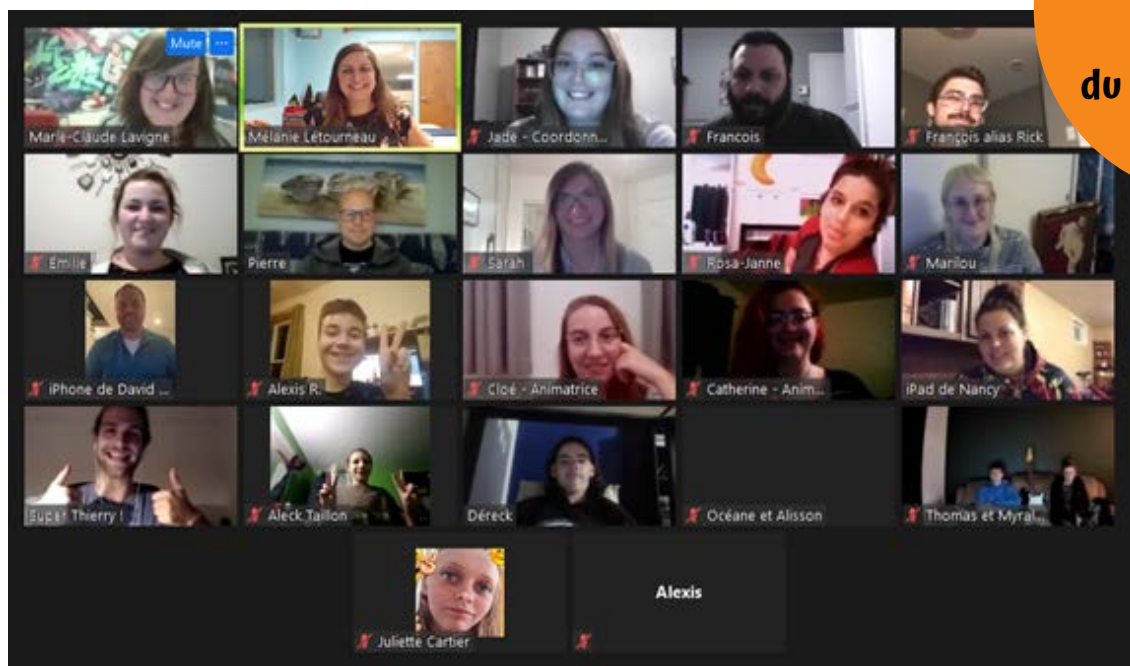 du
Mute ...
Marie-Claude Lavigne
Mélanie Létourneau
Jade - Coordonn...
Francois
François alias Rick
Émilie
Pierre
Sarah
Rosa-Janne
Marilou
iPhone de David ...
Alexis R.
Cloé - Animatrice
Catherine - Anim...
iPad de Nancy
Super Thierry !
Aleck Taillon
Déreck
Océane et Alisson
Thomas et Myral...
Juliette Cartier
Alexis